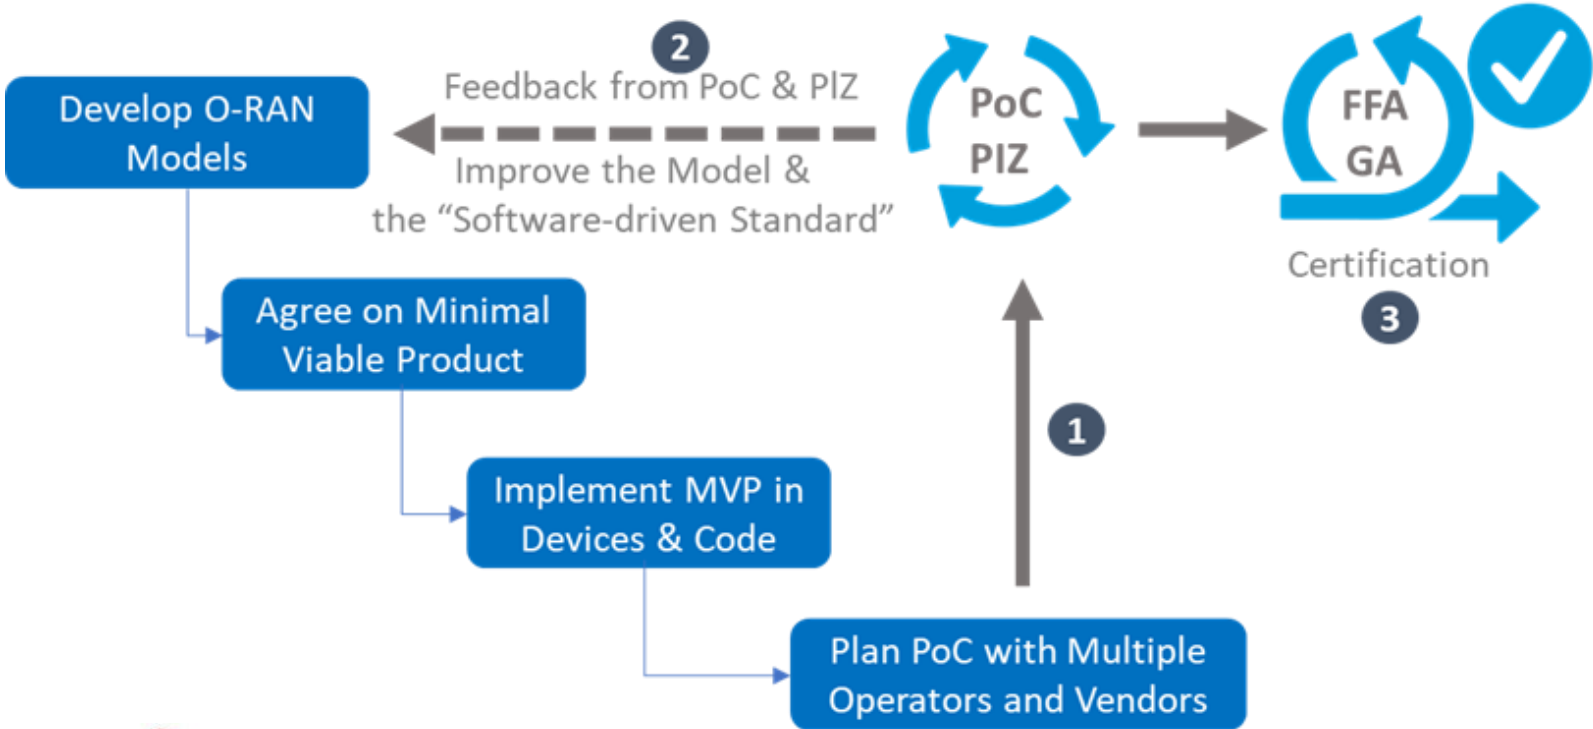 2
Feedback from PoC & PlZ
Improve the Model &
the “Software-driven Standard”
Develop O-RAN
Models
PoC
PlZ
FFA
GA
Certification
3
Agree on Minimal
Viable Product
1
Implement MVP in
Devices & Code
Plan PoC with Multiple
Operators and Vendors